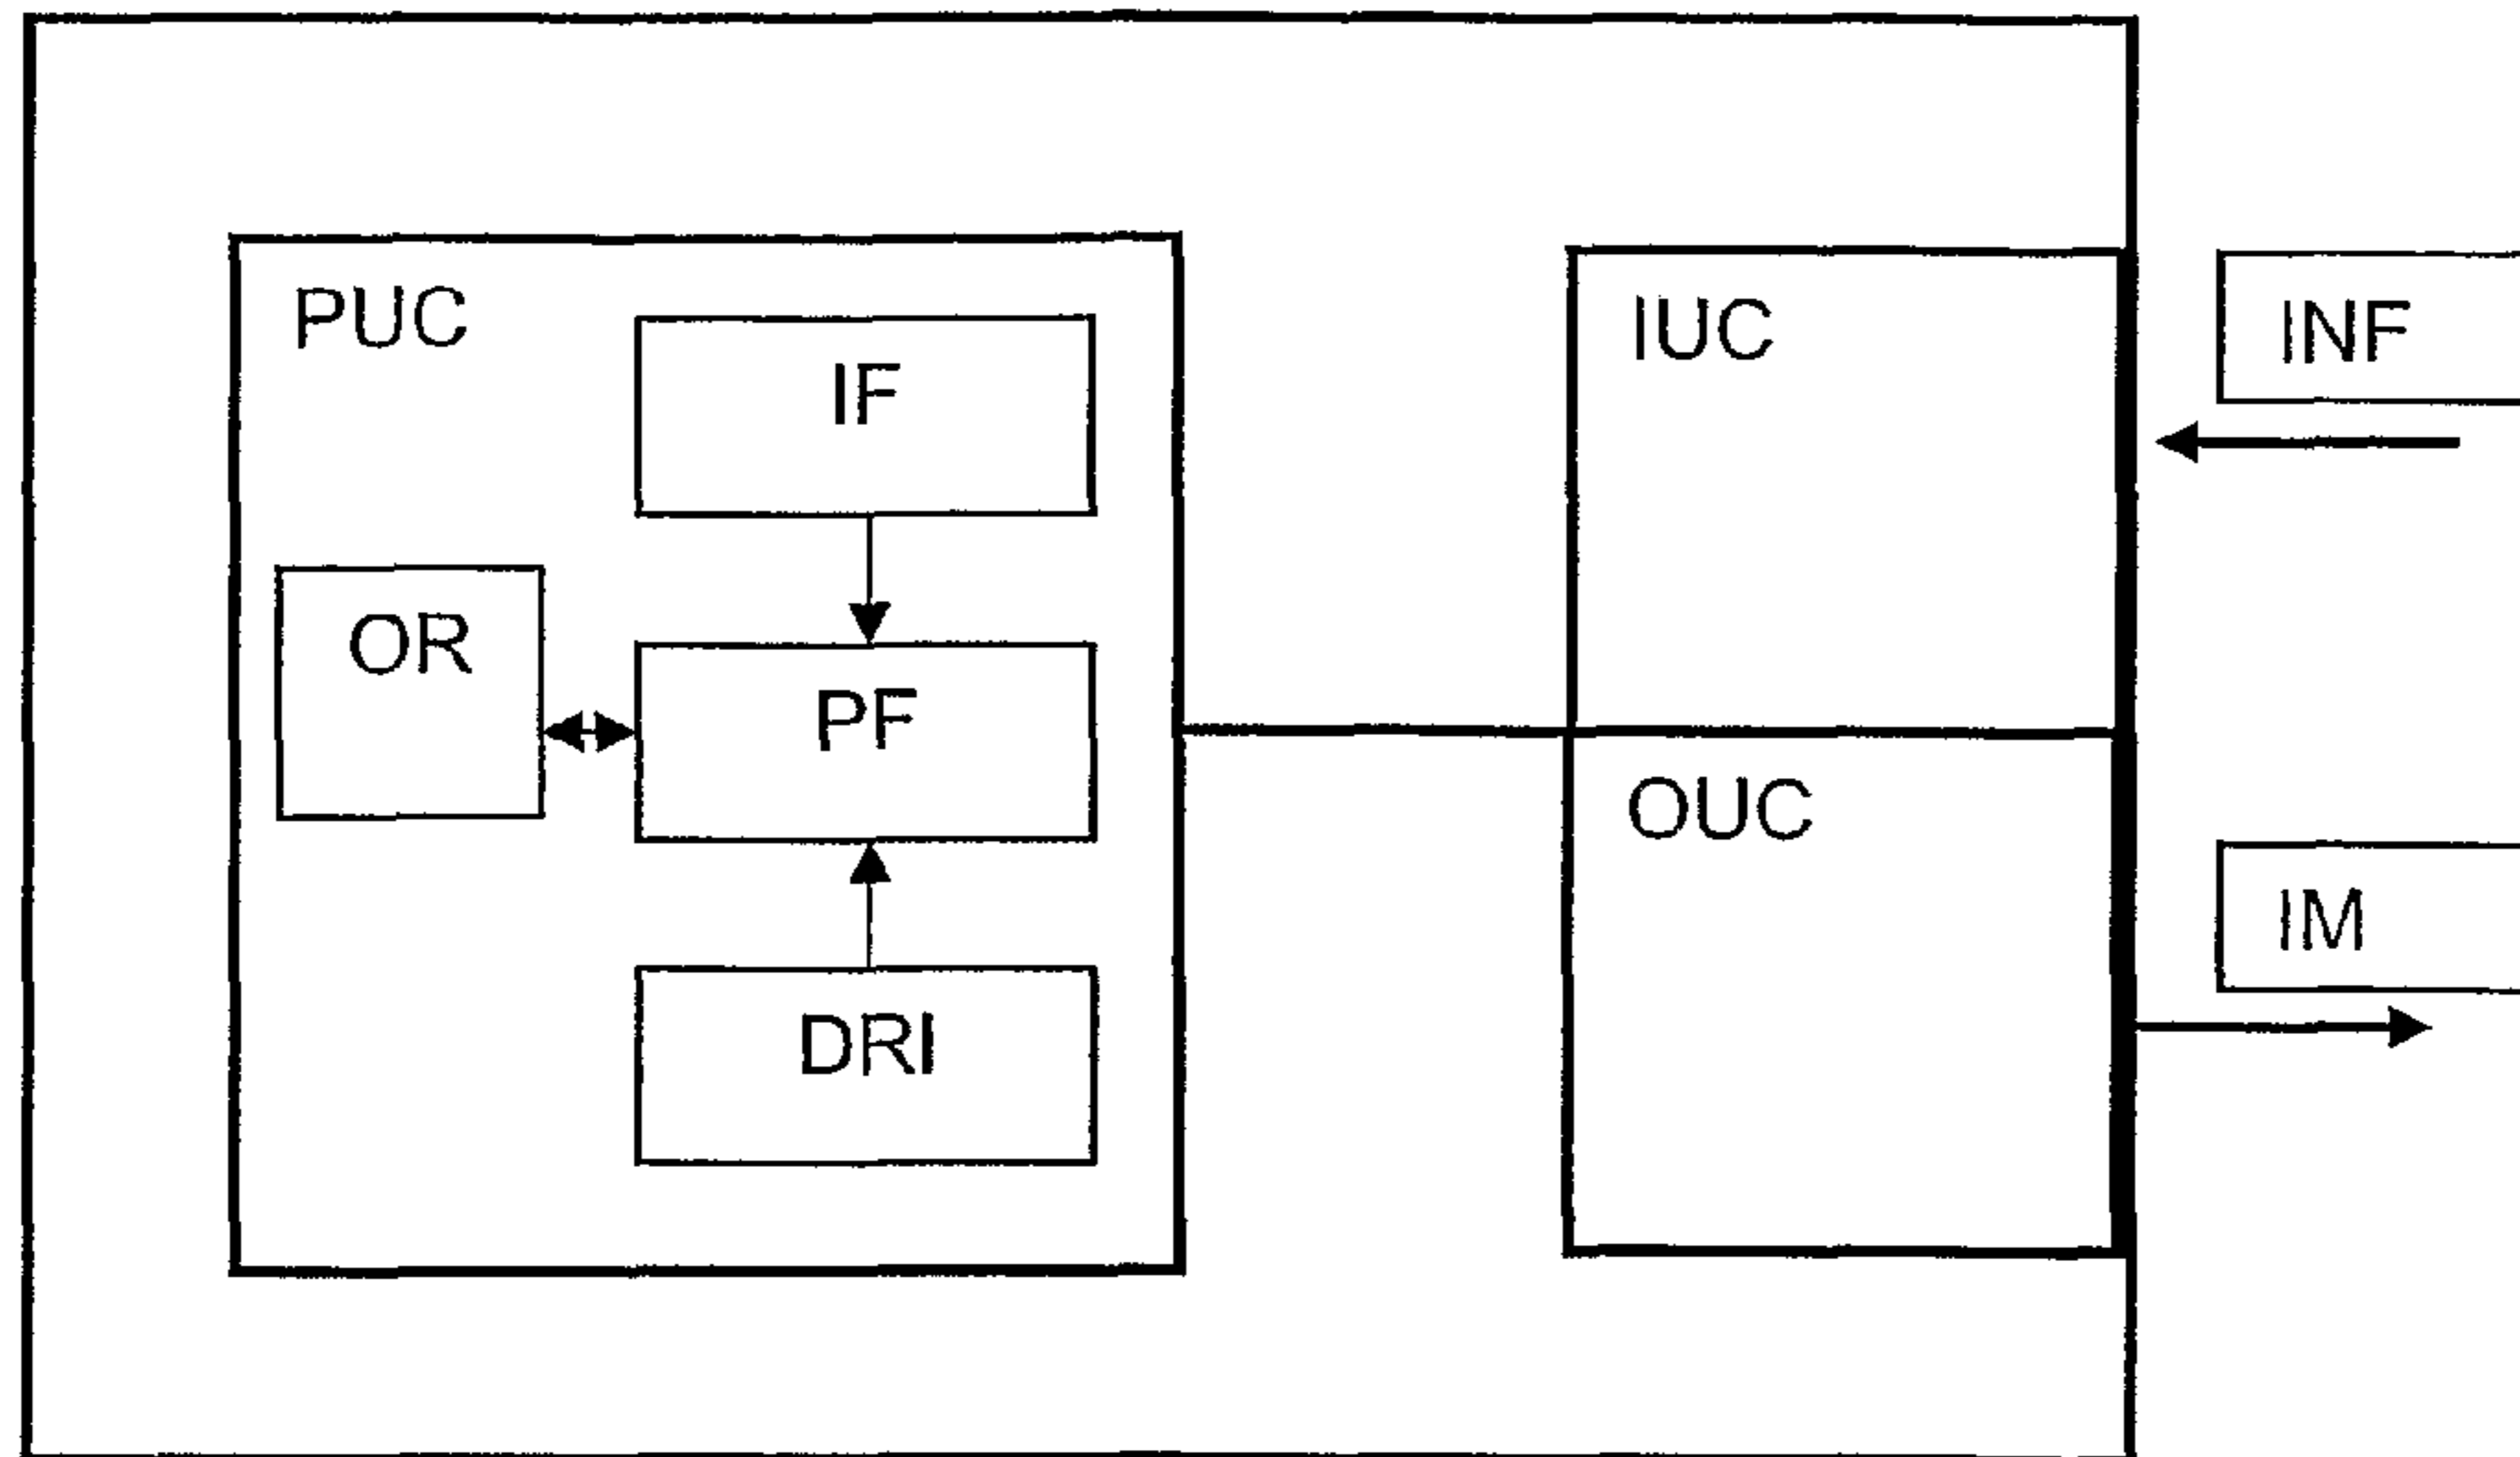 PUC
IF
OR
PF
DRI
IUC
OUC
INF
IM